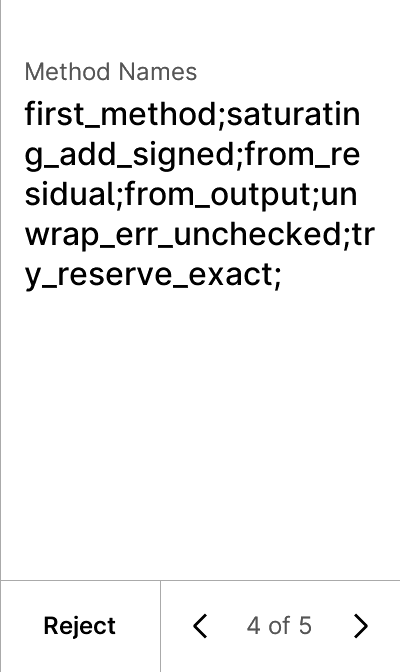 Method Names
first_method;saturatin
g_add_signed;from_re
sidual;from_output;un
wrap_err_unchecked;tr
y_reserve_exact;
Reject
4 of 5